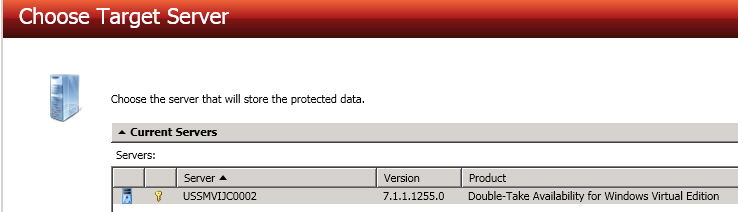 Choose Target Server
Choose the server that will store the protected data.
Current Servers
Servers:
Server Version Product
USSMVIJC0002 7.1.1.1255.0 Double-Take Availability for Windows Virtual Edition